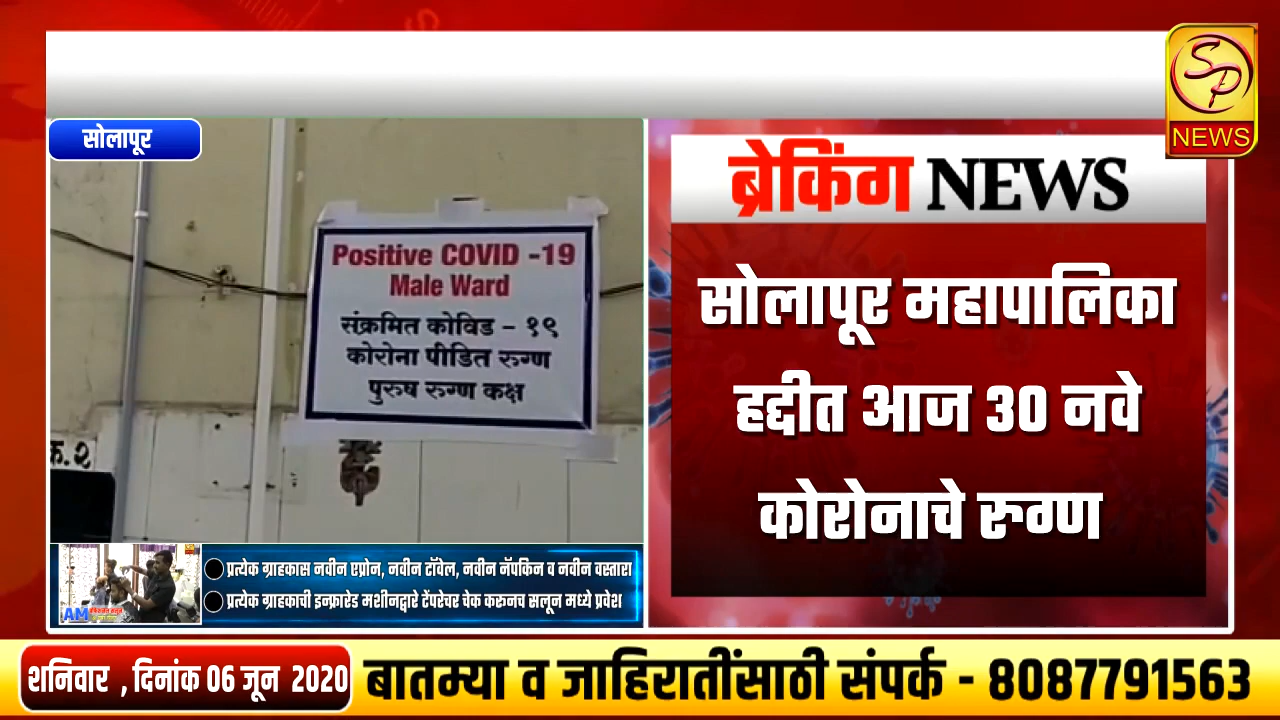 SP
NEWS
सोलापूर
ब्रेकिंग NEWS
Positive COVID -19
Male Ward
संक्रमित कोविड - १९
कोरोना पीडित रुग्ण
पुरुष रुग्ण कक्ष
क.२
सोलापूर महापालिका
हद्दीत आज 30 नवे
कोरोनाचे रुग्ण
प्रत्येक ग्राहकास नवीन एप्रोन, नवीन टॉवेल, नवीन नॅपकिन व नवीन वस्तारा
प्रत्येक ग्राहकाची इन्फ्रारेड मशीनद्वारे टेंपरेचर चेक करूनच सलून मध्ये प्रवेश
AM
शनिवार , दिनांक 06 जून 2020
बातम्या व जाहिरातींसाठी संपर्क - 8087791563